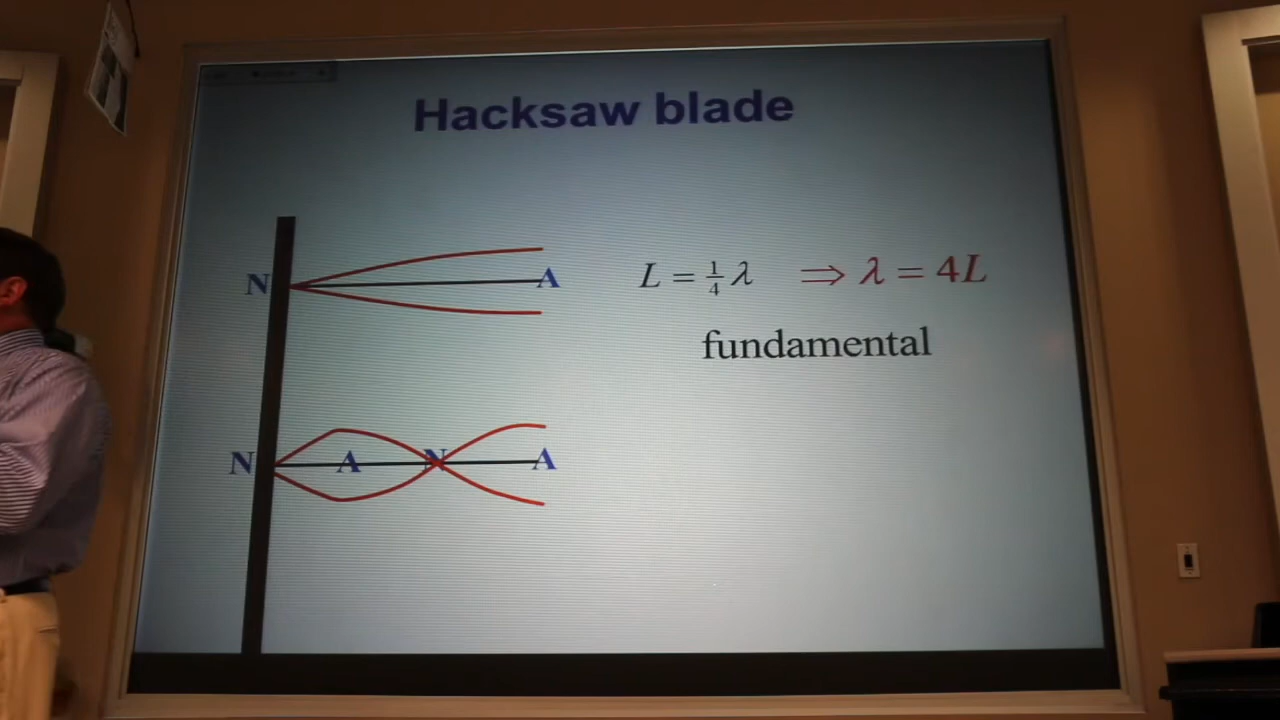 Hacksaw blade
N A L = 1/4 λ ⇒ λ = 4L
fundamental
N A N A